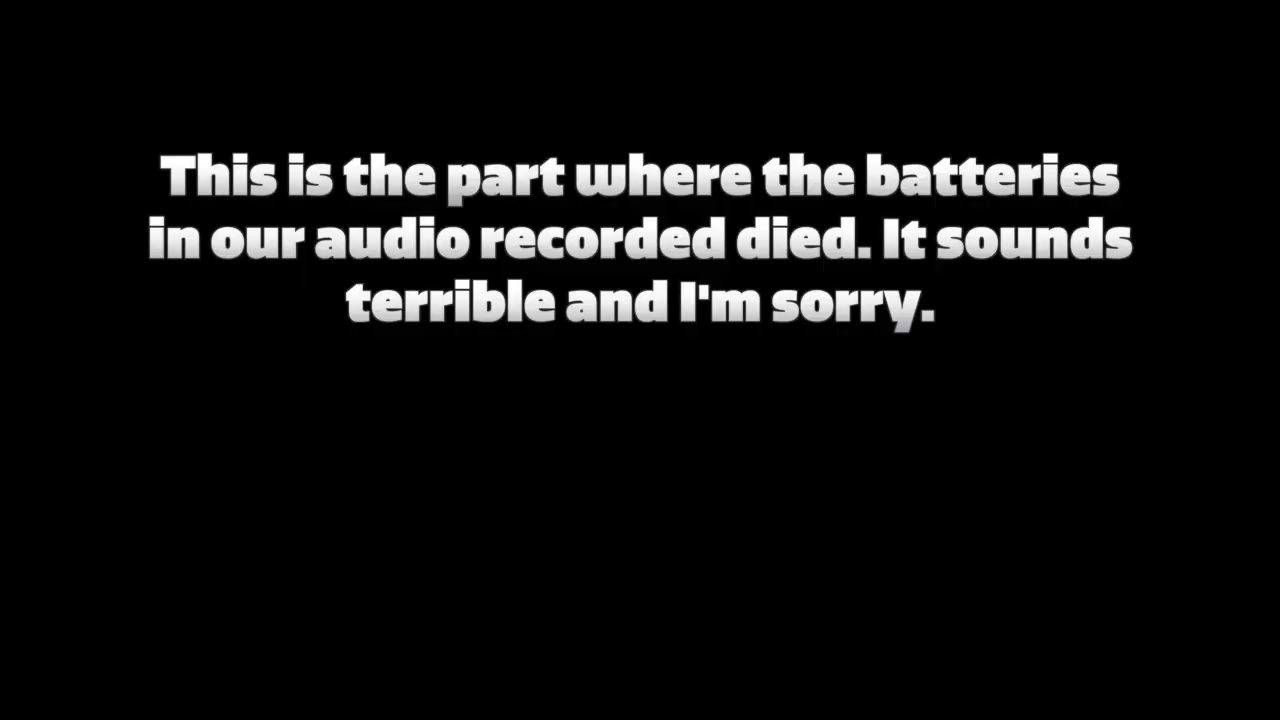 This is the part where the batteries
in our audio recorded died. It sounds
terrible and I'm sorry.